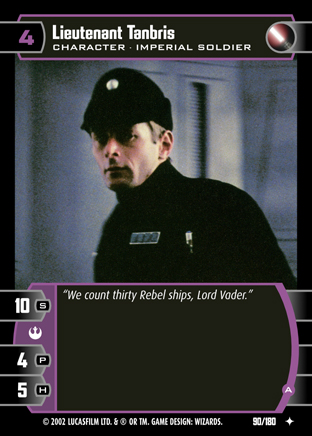 4 Lieutenant Tanbris
CHARACTER · IMPERIAL SOLDIER
“We count thirty Rebel ships, Lord Vader.”
10 S
4 P
5 H
A
© 2002 LUCASFILM LTD. & ® OR TM. GAME DESIGN: WIZARDS. 90/180